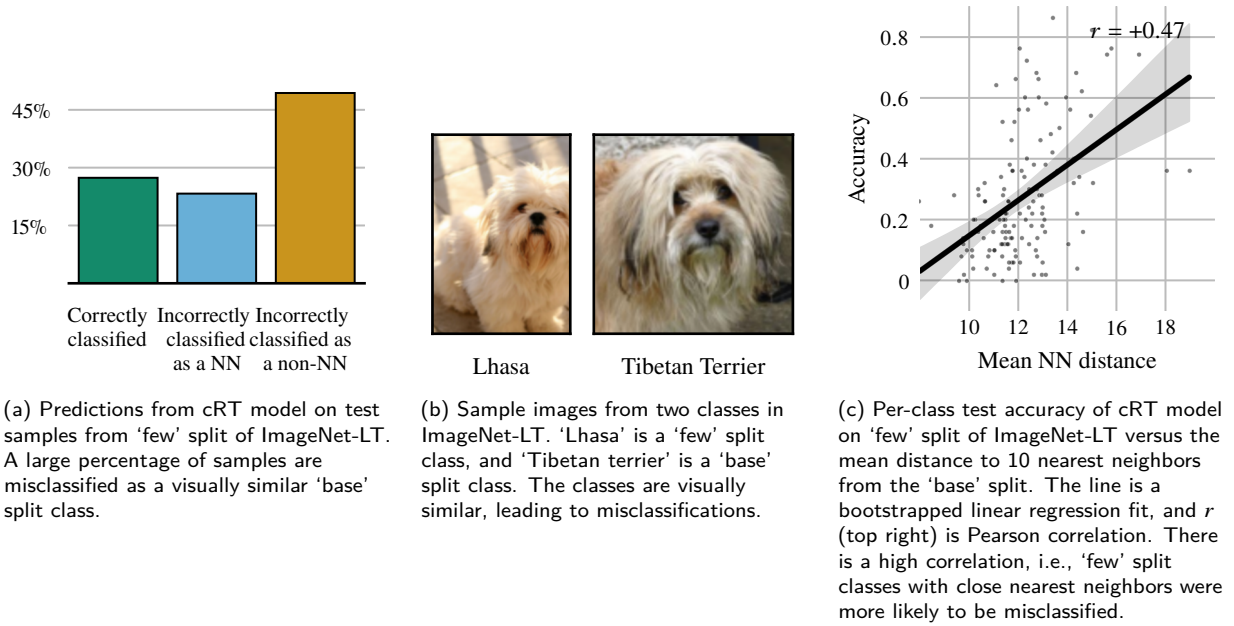 45%
30%
15%
Correctly classified
Incorrectly classified as a NN
Incorrectly classified as a non-NN
(a) Predictions from cRT model on test
samples from ‘few’ split of ImageNet-LT.
A large percentage of samples are
misclassified as a visually similar ‘base’
split class.
Lhasa
Tibetan Terrier
(b) Sample images from two classes in
ImageNet-LT. ‘Lhasa’ is a ‘few’ split
class, and ‘Tibetan terrier’ is a ‘base’
split class. The classes are visually
similar, leading to misclassifications.
r = +0.47
0.8
0.6
0.4
0.2
0
Accuracy
10 12 14 16 18
Mean NN distance
(c) Per-class test accuracy of cRT model
on ‘few’ split of ImageNet-LT versus the
mean distance to 10 nearest neighbors
from the ‘base’ split. The line is a
bootstrapped linear regression fit, and r
(top right) is Pearson correlation. There
is a high correlation, i.e., ‘few’ split
classes with close nearest neighbors were
more likely to be misclassified.